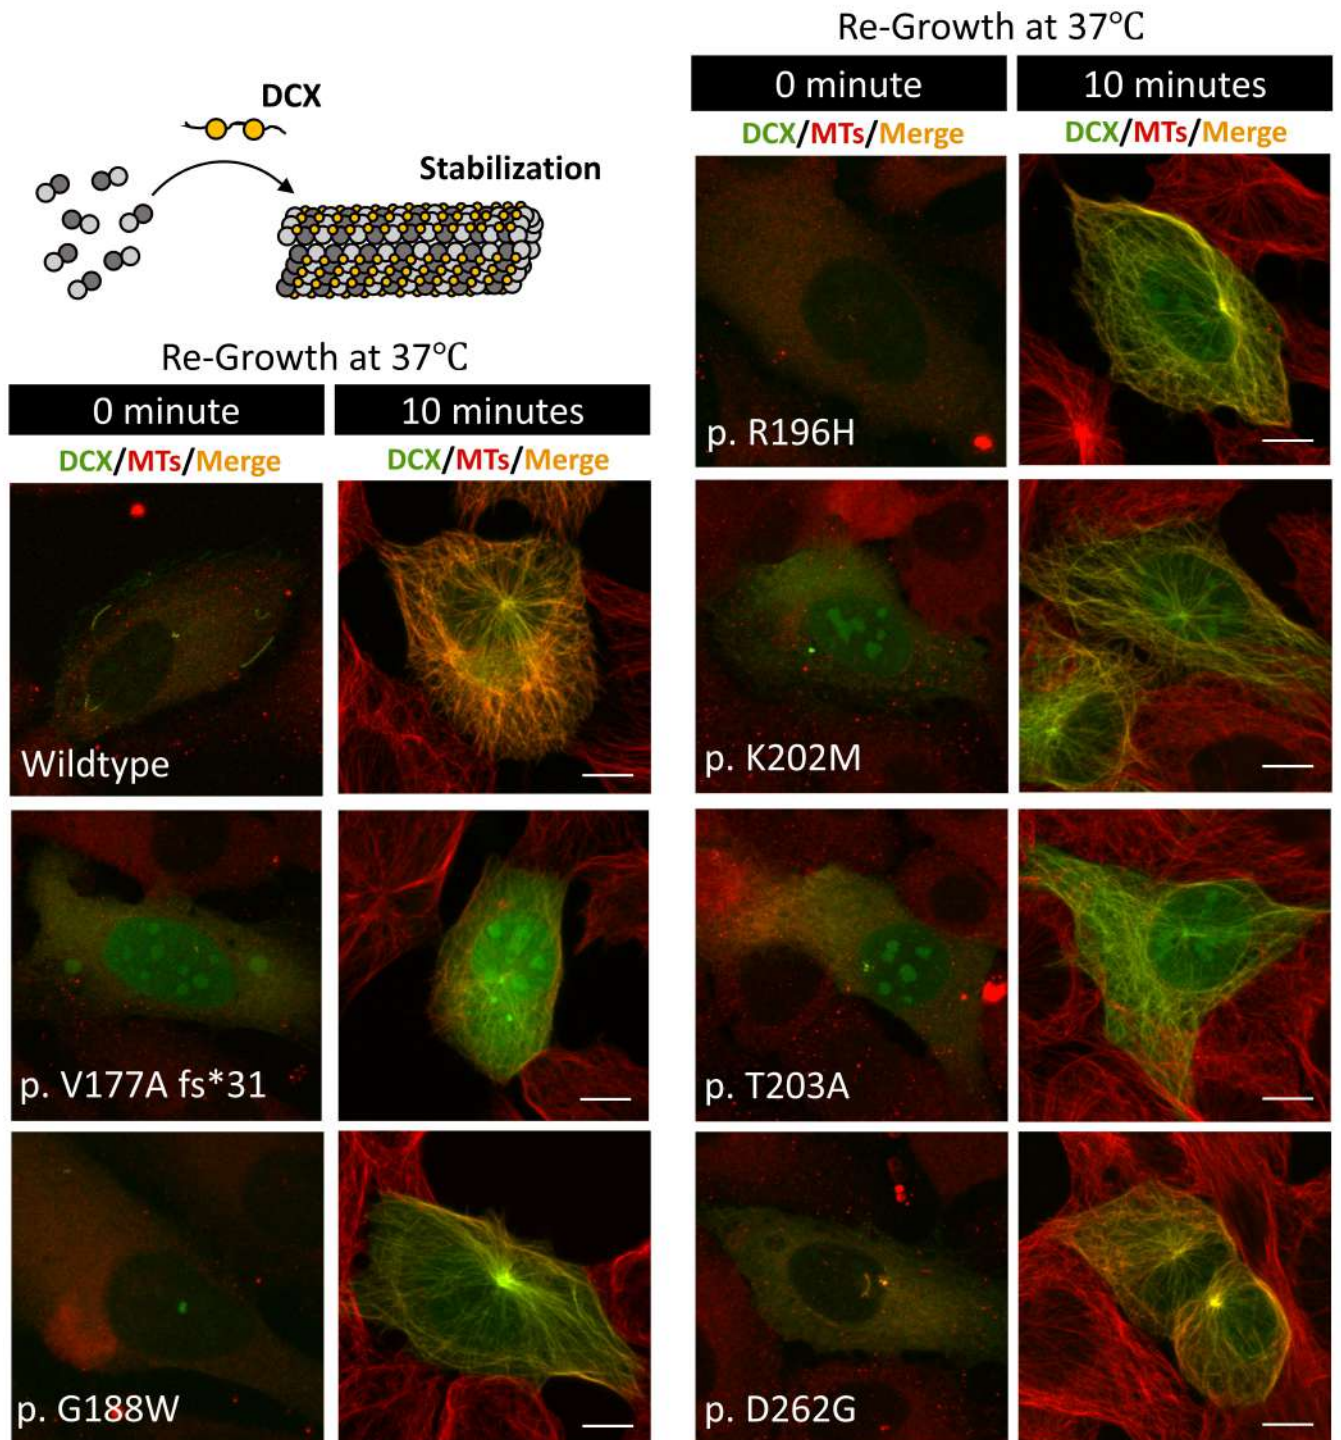 DCX
Stabilization
Re-Growth at 37℃
0 minute
10 minutes
DCX/MTs/Merge
DCX/MTs/Merge
Wildtype
p. V177A fs*31
p. G188W
Re-Growth at 37℃
0 minute
10 minutes
DCX/MTs/Merge
DCX/MTs/Merge
p. R196H
p. K202M
p. T203A
p. D262G